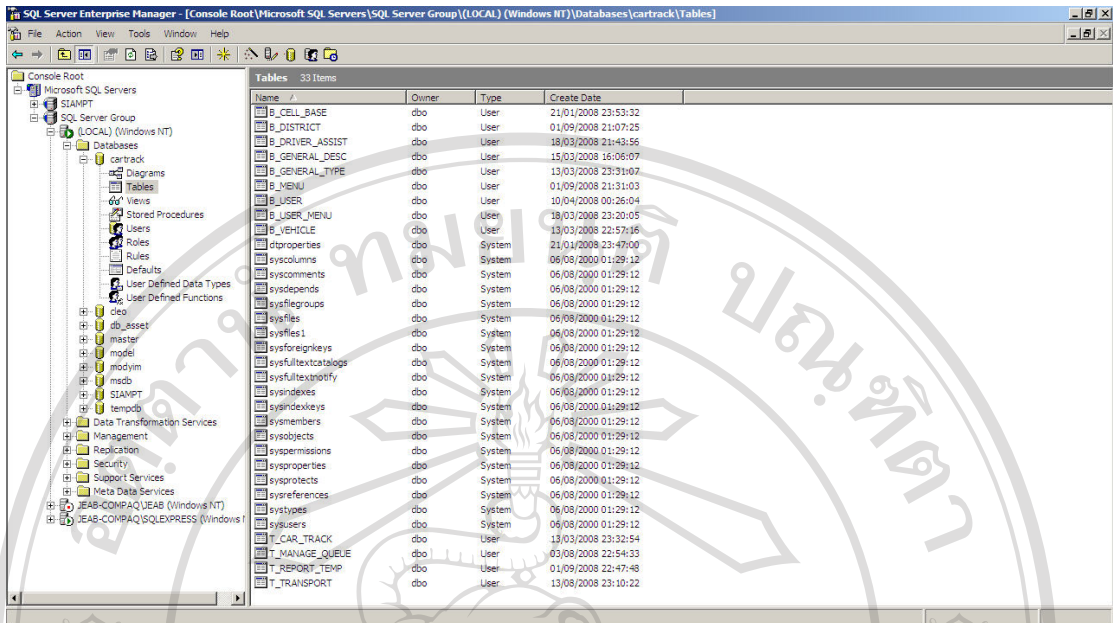 SQL Server Enterprise Manager - [Console Root\Microsoft SQL Servers\SQL Server Group\(LOCAL) (Windows NT)\Databases\cartrack\Tables]
File Action View Tools Window Help
Console Root
Microsoft SQL Servers
SIAMPT
SQL Server Group
(LOCAL) (Windows NT)
Databases
cartrack
Diagrams
Tables
Views
Stored Procedures
Users
Roles
Rules
Defaults
User Defined Data Types
User Defined Functions
cleo
db_asset
master
model
modyim
msdb
SIAMPT
tempdb
Data Transformation Services
Management
Replication
Security
Support Services
Meta Data Services
JEAB-COMPAQ\JEAB (Windows NT)
JEAB-COMPAQ\SQLEXPRESS (Windows
Tables 33 Items
Name Owner Type Create Date
B_CELL_BASE dbo User 21/01/2008 23:53:32
B_DISTRICT dbo User 01/09/2008 21:07:25
B_DRIVER_ASSIST dbo User 18/03/2008 21:43:56
B_GENERAL_DESC dbo User 15/03/2008 16:06:07
B_GENERAL_TYPE dbo User 13/03/2008 23:31:07
B_MENU dbo User 01/09/2008 21:31:03
B_USER dbo User 10/04/2008 00:26:04
B_USER_MENU dbo User 18/03/2008 23:20:05
B_VEHICLE dbo User 13/03/2008 22:57:16
dtproperties dbo System 21/01/2008 23:47:00
syscolumns dbo System 06/08/2000 01:29:12
syscomments dbo System 06/08/2000 01:29:12
sysdepends dbo System 06/08/2000 01:29:12
sysfilegroups dbo System 06/08/2000 01:29:12
sysfiles dbo System 06/08/2000 01:29:12
sysfiles1 dbo System 06/08/2000 01:29:12
sysforeignkeys dbo System 06/08/2000 01:29:12
sysfulltextcatalogs dbo System 06/08/2000 01:29:12
sysfulltextnotify dbo System 06/08/2000 01:29:12
sysindexes dbo System 06/08/2000 01:29:12
sysindexkeys dbo System 06/08/2000 01:29:12
sysmembers dbo System 06/08/2000 01:29:12
sysobjects dbo System 06/08/2000 01:29:12
syspermissions dbo System 06/08/2000 01:29:12
sysproperties dbo System 06/08/2000 01:29:12
sysprotects dbo System 06/08/2000 01:29:12
sysreferences dbo System 06/08/2000 01:29:12
systypes dbo System 06/08/2000 01:29:12
sysusers dbo System 06/08/2000 01:29:12
T_CAR_TRACK dbo User 13/03/2008 23:32:54
T_MANAGE_QUEUE dbo User 03/08/2008 22:54:33
T_REPORT_TEMP dbo User 01/09/2008 22:47:48
T_TRANSPORT dbo User 13/08/2008 23:10:22